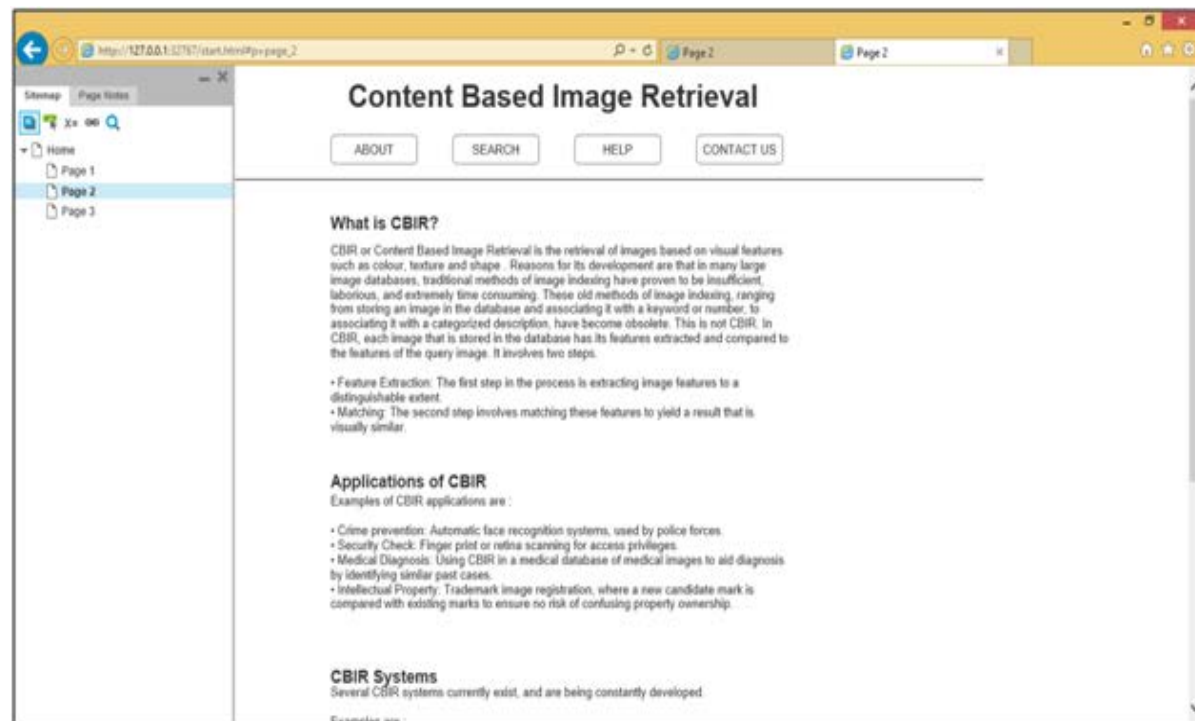 http://127.0.0.1:32767/start.html#p=page_2
Page 2
Page 2
Sitemap
Page Notes
Home
Page 1
Page 2
Page 3
Content Based Image Retrieval
ABOUT
SEARCH
HELP
CONTACT US
What is CBIR?
CBIR or Content Based Image Retrieval is the retrieval of images based on visual features
such as colour, texture and shape . Reasons for its development are that in many large
image databases, traditional methods of image indexing have proven to be insufficient,
laborious, and extremely time consuming. These old methods of image indexing, ranging
from storing an image in the database and associating it with a keyword or number, to
associating it with a categorized description, have become obsolete. This is not CBIR. In
CBIR, each image that is stored in the database has its features extracted and compared to
the features of the query image. It involves two steps.
• Feature Extraction: The first step in the process is extracting image features to a
distinguishable extent.
• Matching: The second step involves matching these features to yield a result that is
visually similar.
Applications of CBIR
Examples of CBIR applications are :
• Crime prevention: Automatic face recognition systems, used by police forces.
• Security Check: Finger print or retina scanning for access privileges.
• Medical Diagnosis: Using CBIR in a medical database of medical images to aid diagnosis
by identifying similar past cases.
• Intellectual Property: Trademark image registration, where a new candidate mark is
compared with existing marks to ensure no risk of confusing property ownership.
CBIR Systems
Several CBIR systems currently exist, and are being constantly developed.
Examples are :